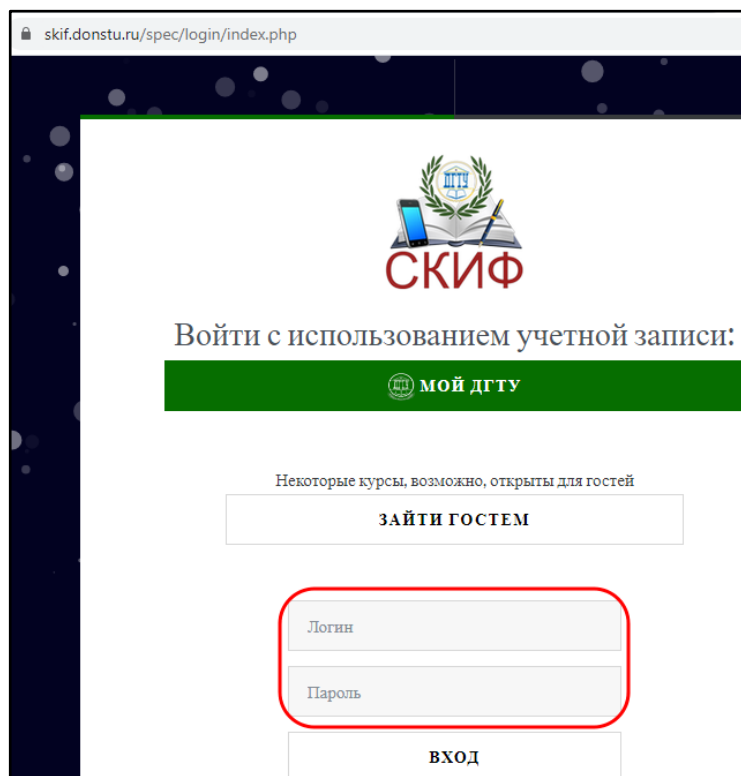 skif.donstu.ru/spec/login/index.php
ДГТУ
СКИФ
Войти с использованием учетной записи:
МОЙ ДГТУ
Некоторые курсы, возможно, открыты для гостей
ЗАЙТИ ГОСТЕМ
Логин
Пароль
ВХОД